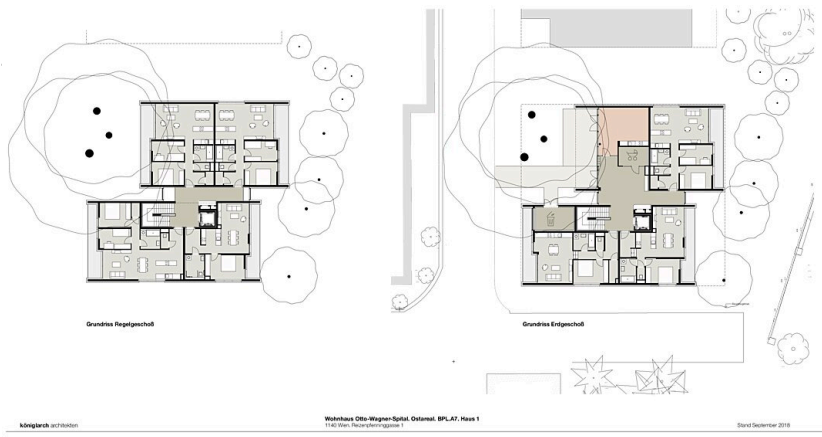 Grundriss Regelgeschoß
Grundriss Erdgeschoß
königlarch architekten
Wohnhaus Otto-Wagner-Spital. Ostareal. BPL.A7. Haus 1
1140 Wien, Reizenpfenninggasse 1
Stand September 2018